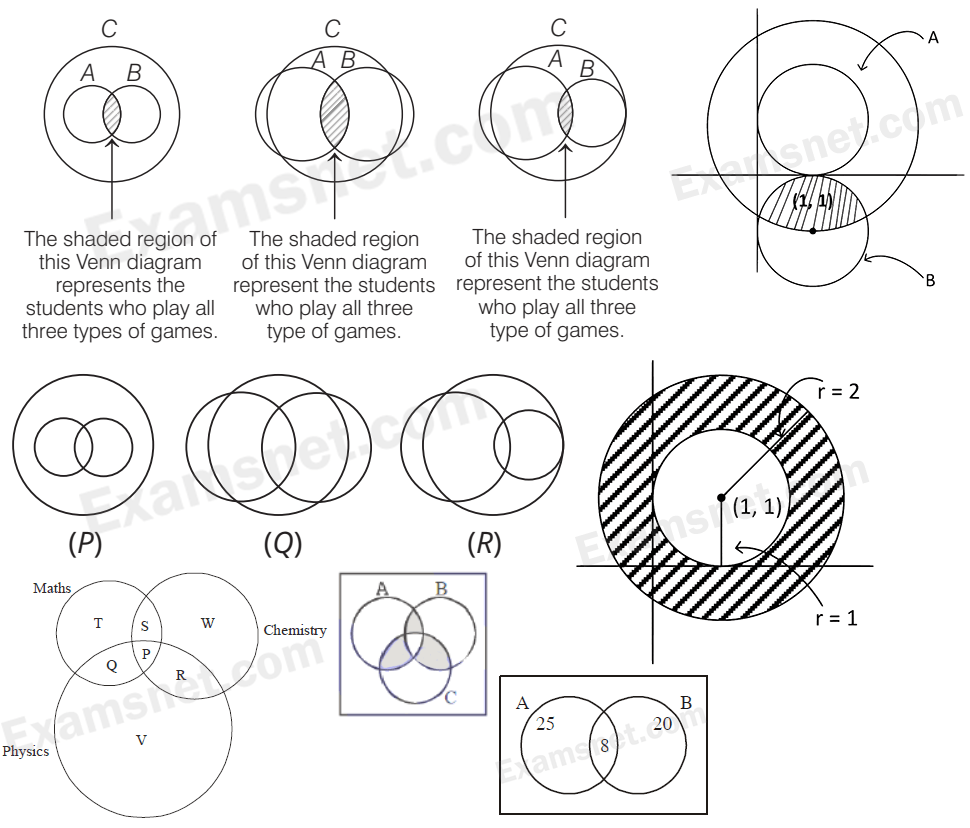 C
A B
The shaded region of
this Venn diagram
represents the
students who play all
three types of games.
C
A B
The shaded region
of this Venn diagram
represent the students
who play all three
type of games.
C
A
B
The shaded region
of this Venn diagram
represent the students
who play all three
type of games.
A
(1, 1)
B
(P)
(Q)
(R)
r = 2
(1, 1)
r = 1
Maths
T
S
W
Chemistry
P
Q
R
Physics
V
A
B
C
A
B
25
20
8
Examsnet.com
Examsnet.com
Examsnet.com
Examsnet.com
Examsnet.com
Examsnet.com